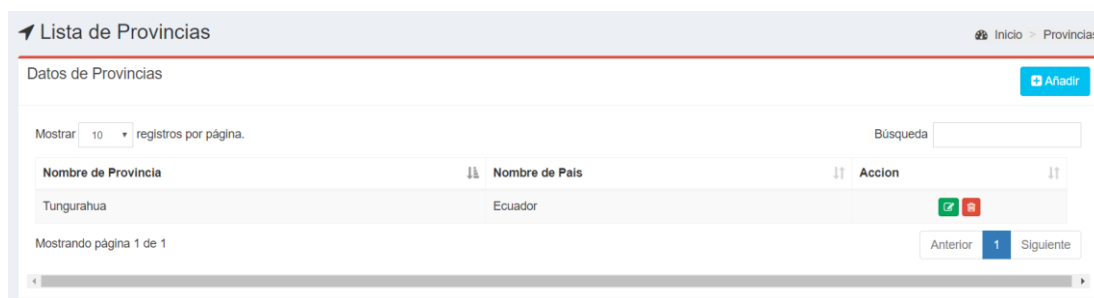 Lista de Provincias
Inicio > Provincias
Datos de Provincias
Añadir
Mostrar 10 registros por página.
Búsqueda
Nombre de Provincia Nombre de País Accion
Tungurahua Ecuador
Mostrando página 1 de 1
Anterior 1 Siguiente